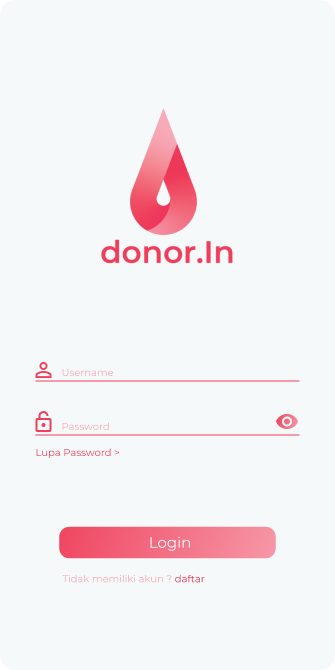 donor.In
Username
Password
Lupa Password >
Login
Tidak memiliki akun ? daftar